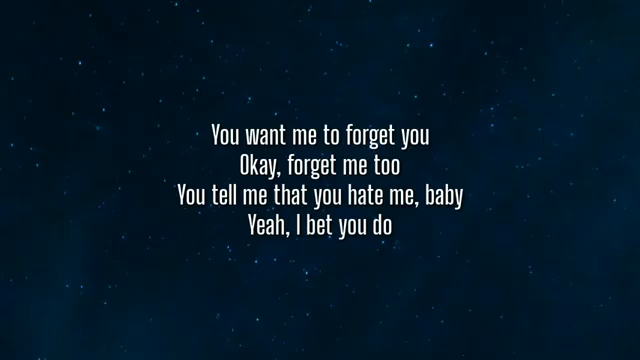 You want me to forget you
Okay, forget me too
You tell me that you hate me, baby
Yeah, I bet you do